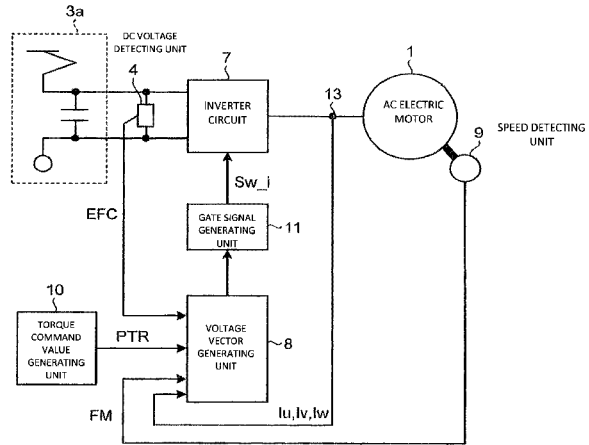 3a
DC VOLTAGE
DETECTING UNIT
4
7
INVERTER
CIRCUIT
13
1
AC ELECTRIC
MOTOR
9
SPEED DETECTING
UNIT
Sw_i
EFC
GATE SIGNAL
GENERATING
UNIT
11
10
TORQUE
COMMAND
VALUE
GENERATING
UNIT
PTR
VOLTAGE
VECTOR
GENERATING
UNIT
8
FM
Iu,Iv,Iw